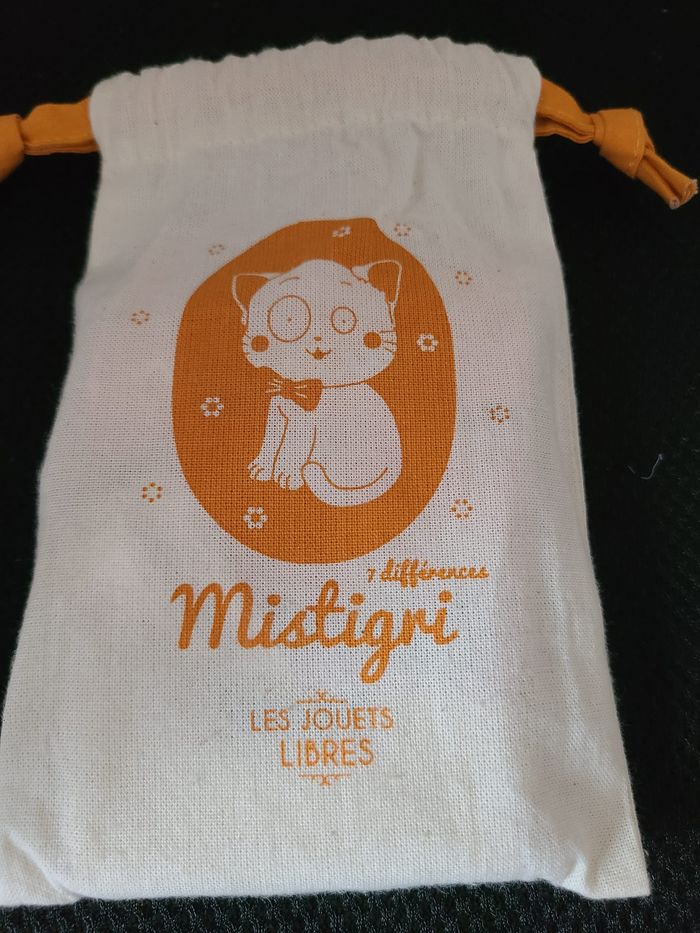 7 différences
Mistigri
LES JOUETS
LIBRES